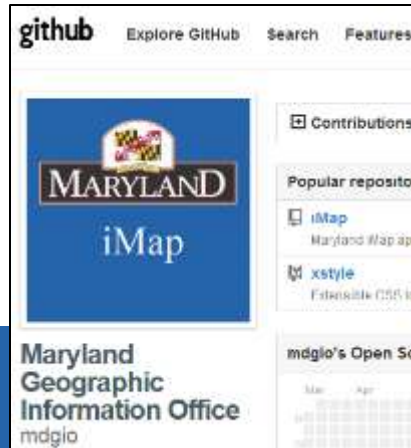 github Explore GitHub Search Features
MARYLAND
iMap
Contributions
Popular reposito
iMap
Maryland iMap ap
xstyle
Extensible CSS l
Maryland
Geographic
Information Office
mdgio
mdgio's Open So
Mar Apr